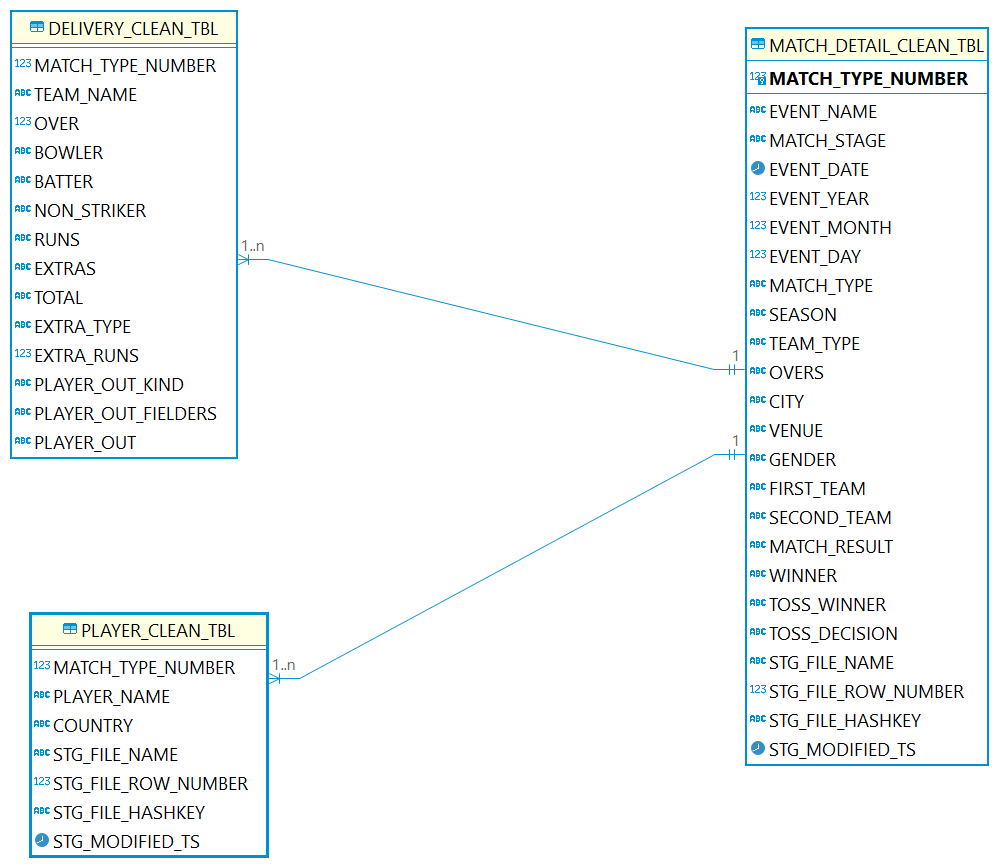 DELIVERY_CLEAN_TBL
123 MATCH_TYPE_NUMBER
ABC TEAM_NAME
123 OVER
ABC BOWLER
ABC BATTER
ABC NON_STRIKER
ABC RUNS
ABC EXTRAS
ABC TOTAL
ABC EXTRA_TYPE
123 EXTRA_RUNS
ABC PLAYER_OUT_KIND
ABC PLAYER_OUT_FIELDERS
ABC PLAYER_OUT
1..n
1
MATCH_DETAIL_CLEAN_TBL
123 MATCH_TYPE_NUMBER
ABC EVENT_NAME
ABC MATCH_STAGE
EVENT_DATE
123 EVENT_YEAR
123 EVENT_MONTH
123 EVENT_DAY
ABC MATCH_TYPE
ABC SEASON
ABC TEAM_TYPE
ABC OVERS
ABC CITY
ABC VENUE
ABC GENDER
ABC FIRST_TEAM
ABC SECOND_TEAM
ABC MATCH_RESULT
ABC WINNER
ABC TOSS_WINNER
ABC TOSS_DECISION
ABC STG_FILE_NAME
123 STG_FILE_ROW_NUMBER
ABC STG_FILE_HASHKEY
STG_MODIFIED_TS
1
1..n
PLAYER_CLEAN_TBL
123 MATCH_TYPE_NUMBER
ABC PLAYER_NAME
ABC COUNTRY
ABC STG_FILE_NAME
123 STG_FILE_ROW_NUMBER
ABC STG_FILE_HASHKEY
STG_MODIFIED_TS